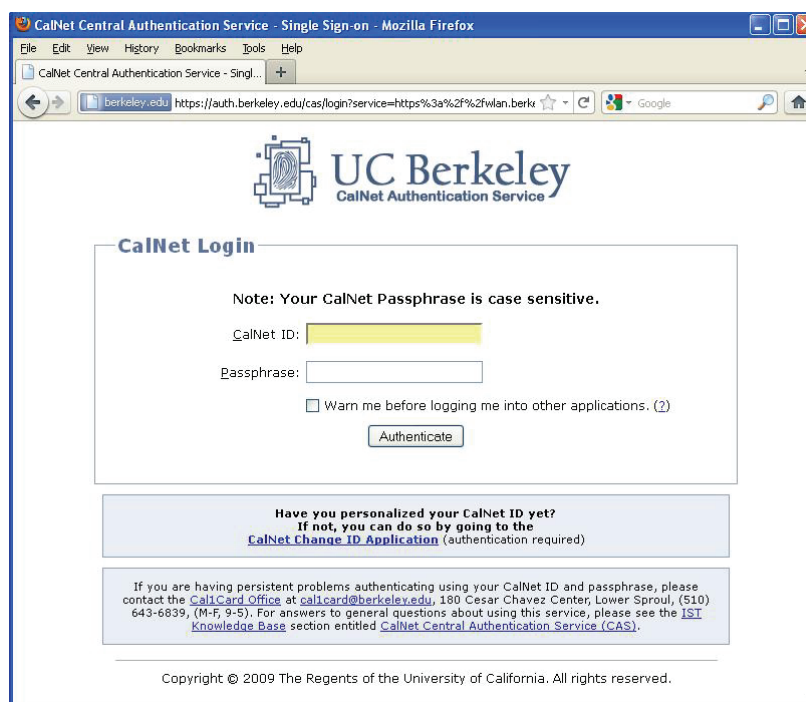 CalNet Central Authentication Service - Single Sign-on - Mozilla Firefox
File Edit View History Bookmarks Tools Help
CalNet Central Authentication Service - Singl...
berkeley.edu https://auth.berkeley.edu/cas/login?service=https%3a%2f%2fwlan.berke Google
UC Berkeley
CalNet Authentication Service
CalNet Login
Note: Your CalNet Passphrase is case sensitive.
CalNet ID:
Passphrase:
Warn me before logging me into other applications. (?)
Authenticate
Have you personalized your CalNet ID yet?
If not, you can do so by going to the
CalNet Change ID Application (authentication required)
If you are having persistent problems authenticating using your CalNet ID and passphrase, please
contact the Cal1Card Office at cal1card@berkeley.edu, 180 Cesar Chavez Center, Lower Sproul, (510)
643-6839, (M-F, 9-5). For answers to general questions about using this service, please see the IST
Knowledge Base section entitled CalNet Central Authentication Service (CAS).
Copyright © 2009 The Regents of the University of California. All rights reserved.